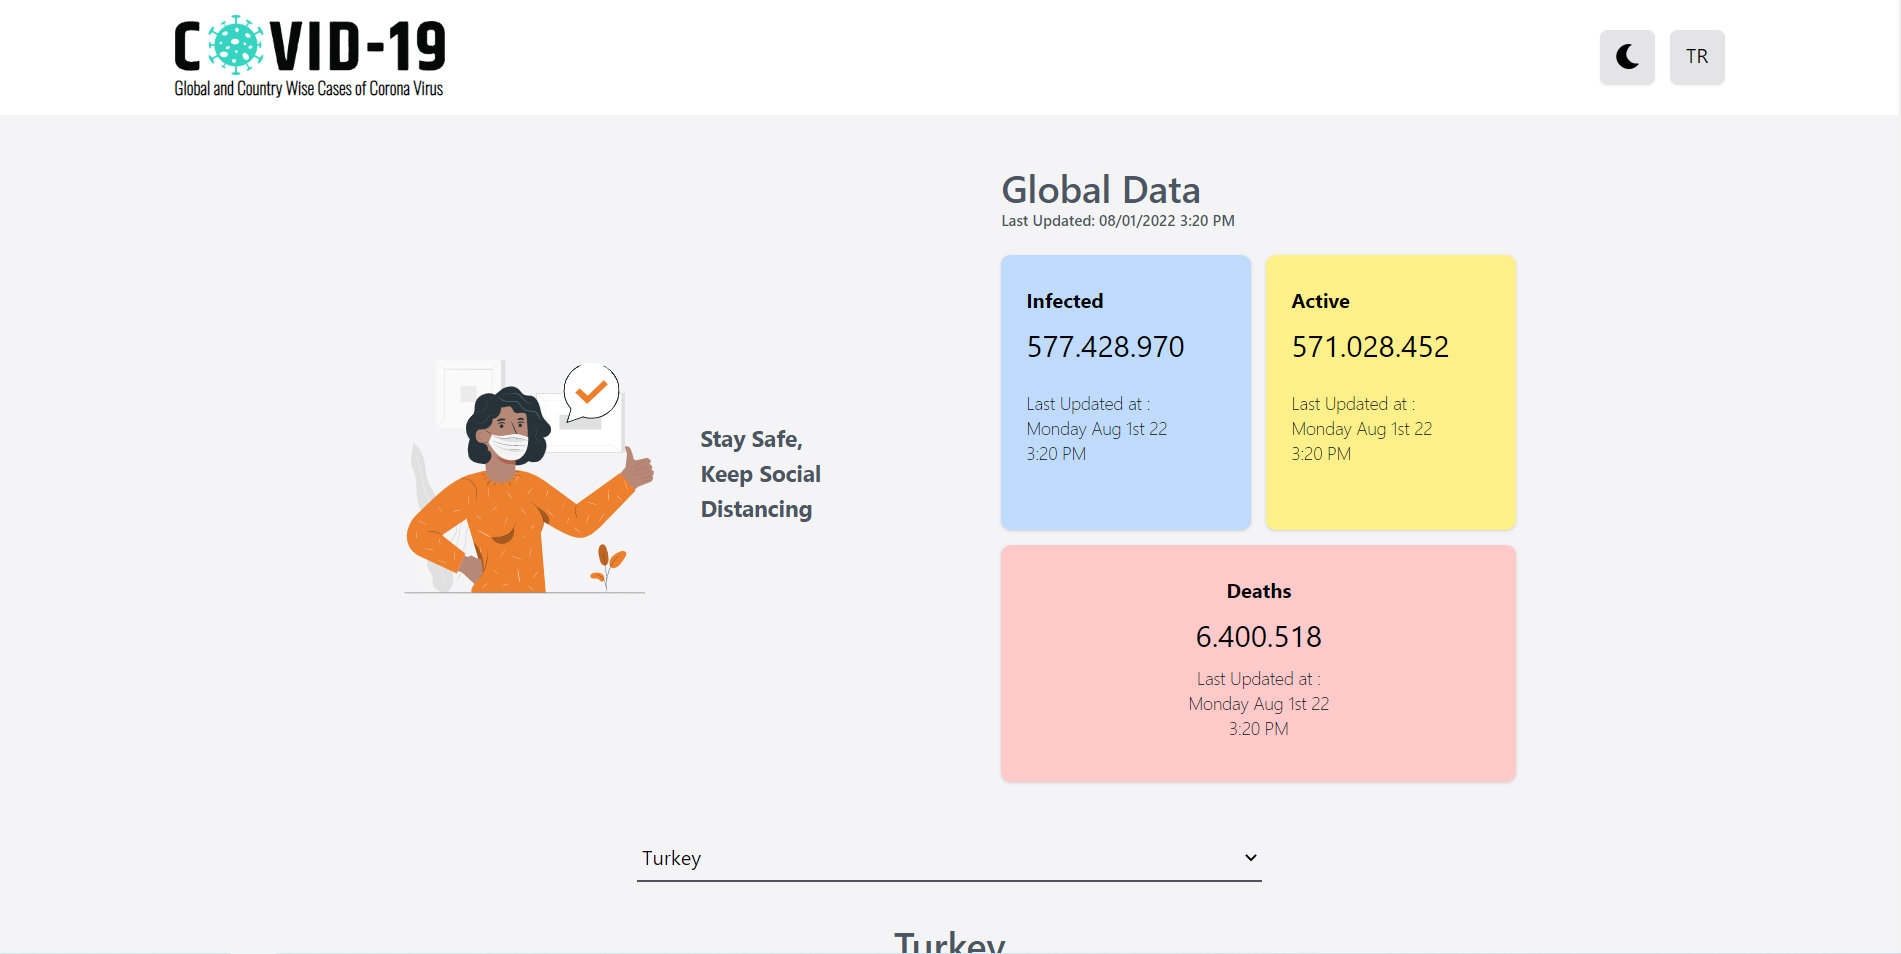 COVID-19
Global and Country Wise Cases of Corona Virus
TR
Global Data
Last Updated: 08/01/2022 3:20 PM
Infected
577.428.970
Last Updated at :
Monday Aug 1st 22
3:20 PM
Active
571.028.452
Last Updated at :
Monday Aug 1st 22
3:20 PM
Stay Safe,
Keep Social
Distancing
Deaths
6.400.518
Last Updated at :
Monday Aug 1st 22
3:20 PM
Turkey
Turkey